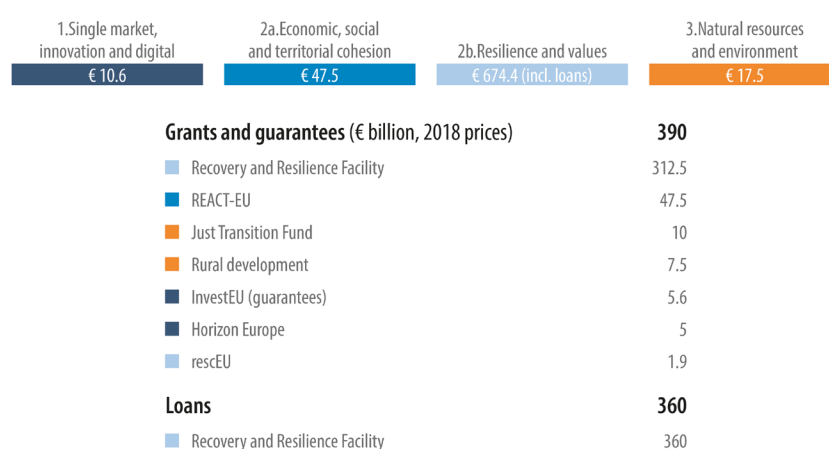 1.Single market,
innovation and digital
€ 10.6
2a.Economic, social
and territorial cohesion
€ 47.5
2b.Resilience and values
€ 674.4 (incl. loans)
3.Natural resources
and environment
€ 17.5
Grants and guarantees (€ billion, 2018 prices) 390
Recovery and Resilience Facility 312.5
REACT-EU 47.5
Just Transition Fund 10
Rural development 7.5
InvestEU (guarantees) 5.6
Horizon Europe 5
rescEU 1.9
Loans 360
Recovery and Resilience Facility 360